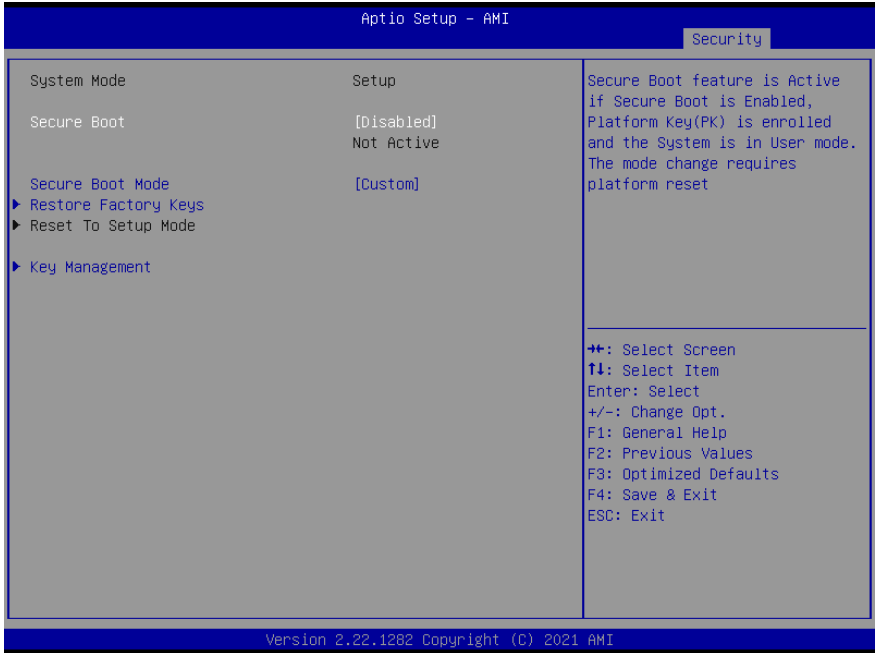 Aptio Setup – AMI
Security
System Mode Setup
Secure Boot [Disabled]
Not Active
Secure Boot Mode [Custom]
Restore Factory Keys
Reset To Setup Mode
Key Management
Secure Boot feature is Active
if Secure Boot is Enabled,
Platform Key(PK) is enrolled
and the System is in User mode.
The mode change requires
platform reset
→←: Select Screen
↑↓: Select Item
Enter: Select
+/-: Change Opt.
F1: General Help
F2: Previous Values
F3: Optimized Defaults
F4: Save & Exit
ESC: Exit
Version 2.22.1282 Copyright (C) 2021 AMI